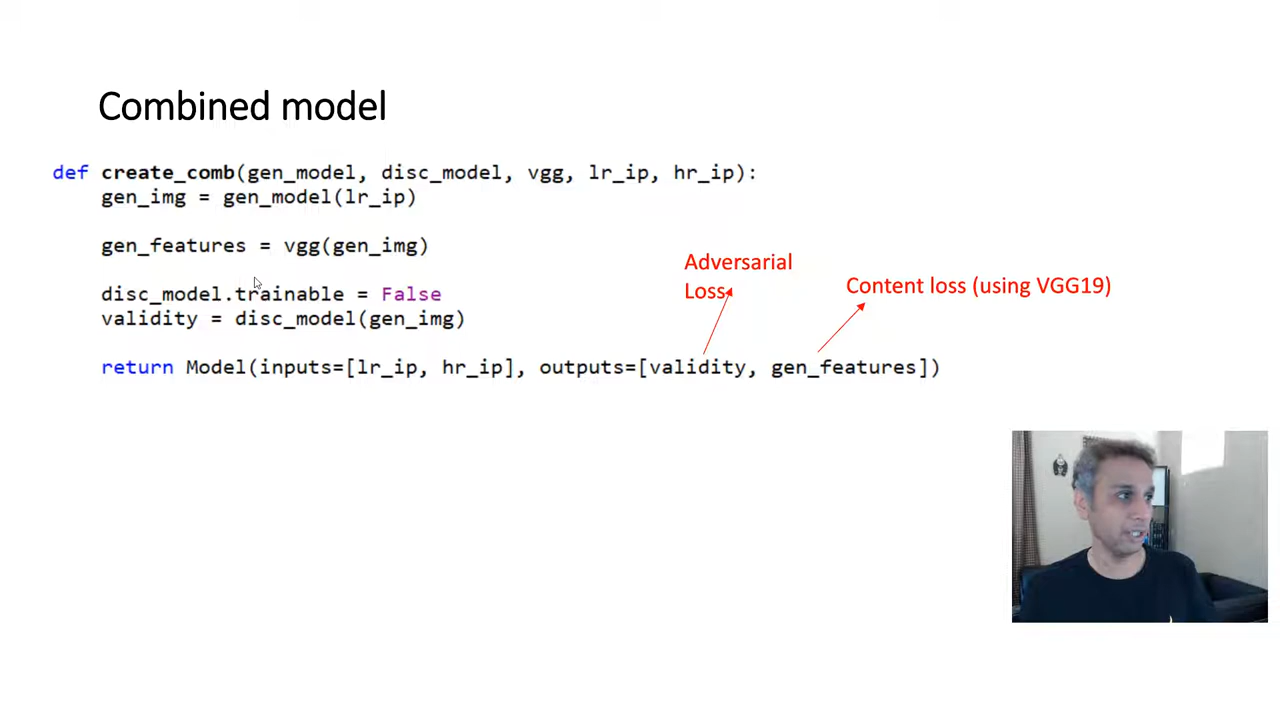 Combined model
def create_comb(gen_model, disc_model, vgg, lr_ip, hr_ip):
gen_img = gen_model(lr_ip)
gen_features = vgg(gen_img)
disc_model.trainable = False
validity = disc_model(gen_img)
return Model(inputs=[lr_ip, hr_ip], outputs=[validity, gen_features])
Adversarial
Loss
Content loss (using VGG19)